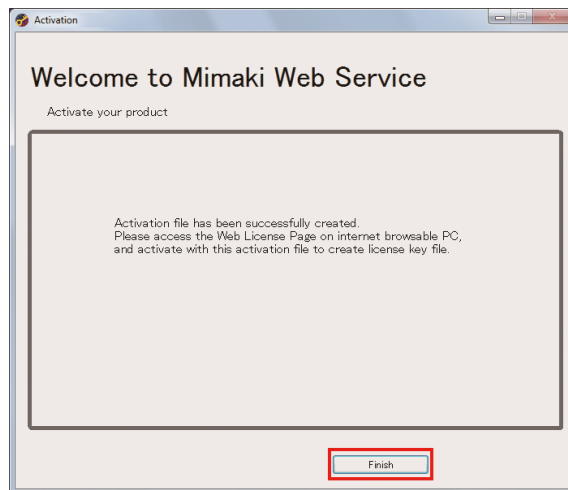 Activation
Welcome to Mimaki Web Service
Activate your product
Activation file has been successfully created.
Please access the Web License Page on internet browsable PC,
and activate with this activation file to create license key file.
Finish